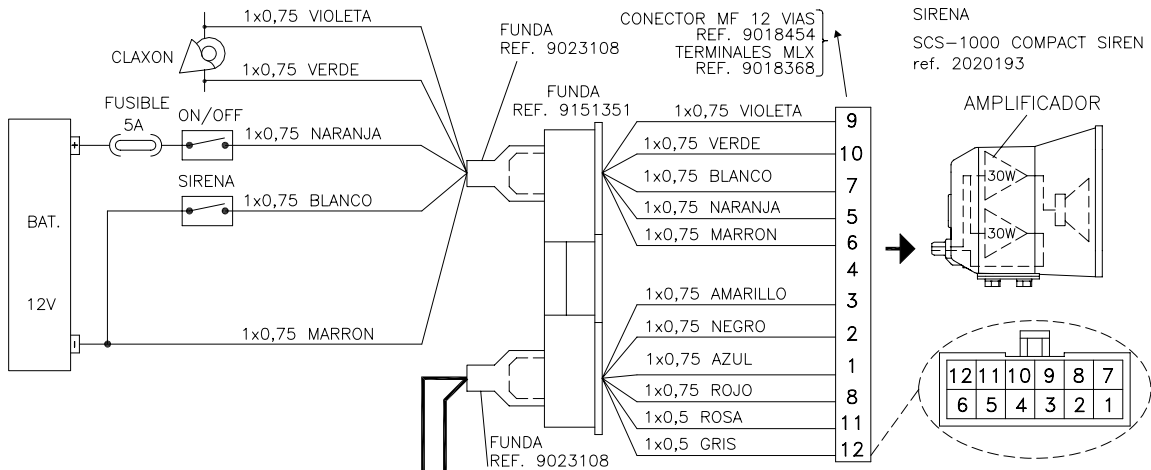 1x0,75 VIOLETA
CLAXON
1x0,75 VERDE
FUSIBLE
5A
ON/OFF
1x0,75 NARANJA
SIRENA
1x0,75 BLANCO
+
BAT.
12V
-
1x0,75 MARRON
FUNDA
REF. 9023108
FUNDA
REF. 9151351
FUNDA
REF. 9023108
CONECTOR MF 12 VIAS
REF. 9018454
TERMINALES MLX
REF. 9018368
1x0,75 VIOLETA 9
1x0,75 VERDE 10
1x0,75 BLANCO 7
1x0,75 NARANJA 5
1x0,75 MARRON 6
4
1x0,75 AMARILLO 3
1x0,75 NEGRO 2
1x0,75 AZUL 1
1x0,75 ROJO 8
1x0,5 ROSA 11
1x0,5 GRIS 12
SIRENA
SCS-1000 COMPACT SIREN
ref. 2020193
AMPLIFICADOR
30W
30W
12 11 10 9 8 7
6 5 4 3 2 1